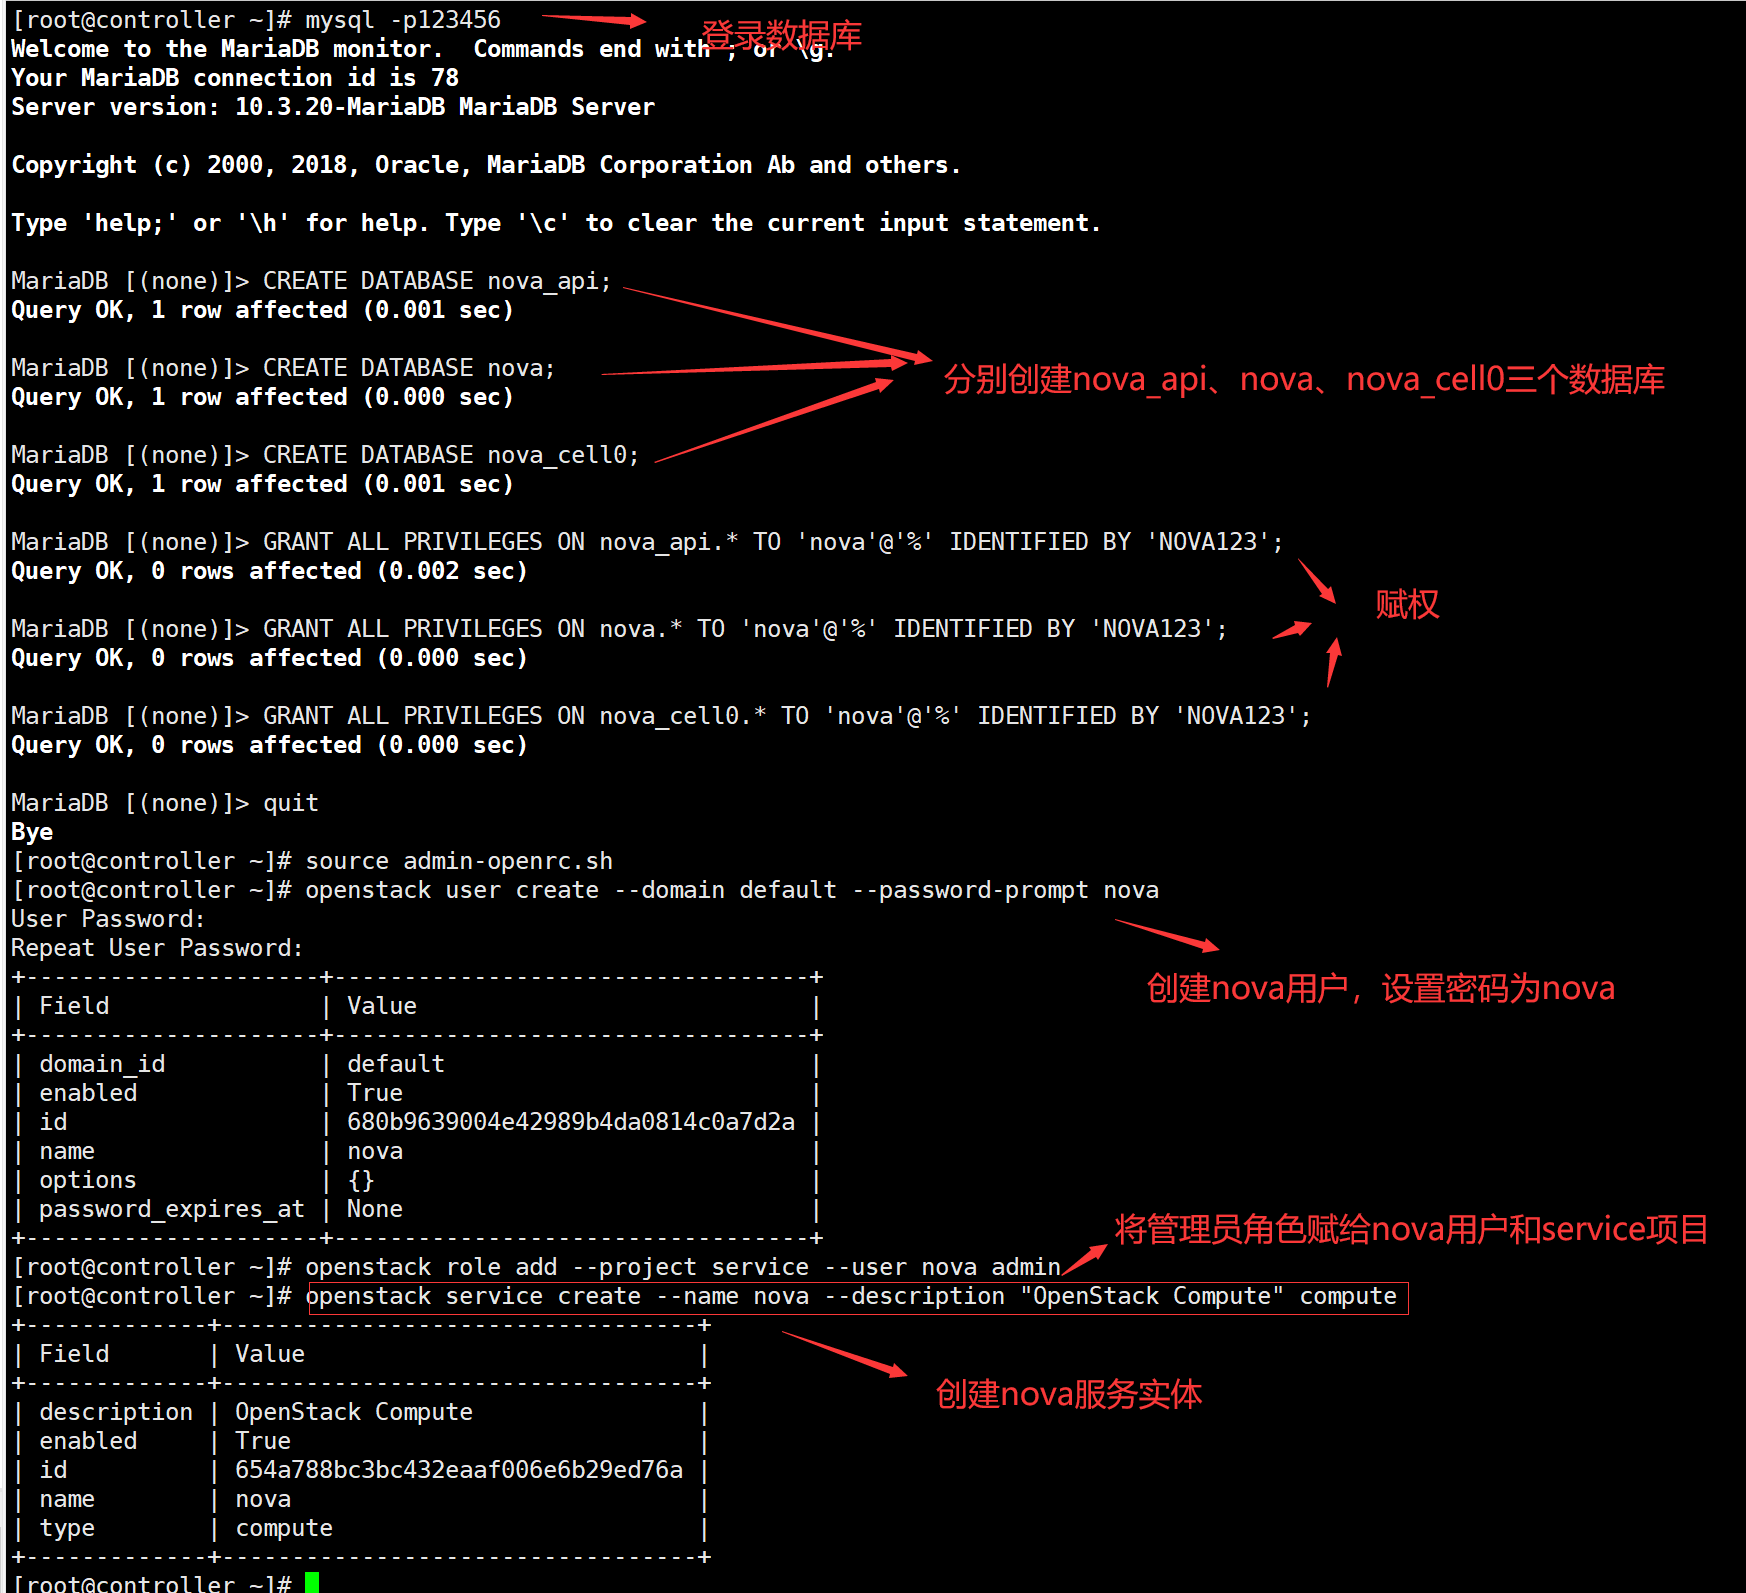 [root@controller ~]# mysql -p123456
登录数据库
Welcome to the MariaDB monitor.  Commands end with ; or \g.
Your MariaDB connection id is 78
Server version: 10.3.20-MariaDB MariaDB Server
Copyright (c) 2000, 2018, Oracle, MariaDB Corporation Ab and others.
Type 'help;' or '\h' for help. Type '\c' to clear the current input statement.
MariaDB [(none)]> CREATE DATABASE nova_api;
Query OK, 1 row affected (0.001 sec)
MariaDB [(none)]> CREATE DATABASE nova;
分别创建nova_api、nova、nova_cell0三个数据库
Query OK, 1 row affected (0.000 sec)
MariaDB [(none)]> CREATE DATABASE nova_cell0;
Query OK, 1 row affected (0.001 sec)
MariaDB [(none)]> GRANT ALL PRIVILEGES ON nova_api.* TO 'nova'@'%' IDENTIFIED BY 'NOVA123';
Query OK, 0 rows affected (0.002 sec)
赋权
MariaDB [(none)]> GRANT ALL PRIVILEGES ON nova.* TO 'nova'@'%' IDENTIFIED BY 'NOVA123';
Query OK, 0 rows affected (0.000 sec)
MariaDB [(none)]> GRANT ALL PRIVILEGES ON nova_cell0.* TO 'nova'@'%' IDENTIFIED BY 'NOVA123';
Query OK, 0 rows affected (0.000 sec)
MariaDB [(none)]> quit
Bye
[root@controller ~]# source admin-openrc.sh
[root@controller ~]# openstack user create --domain default --password-prompt nova
User Password:
Repeat User Password:
创建nova用户，设置密码为nova
+----------------------+----------------------------------+
| Field | Value |
+----------------------+----------------------------------+
| domain_id | default |
| enabled | True |
| id | 680b9639004e42989b4da0814c0a7d2a |
| name | nova |
| options | {} |
| password_expires_at | None |
+----------------------+----------------------------------+
将管理员角色赋给nova用户和service项目
[root@controller ~]# openstack role add --project service --user nova admin
[root@controller ~]# openstack service create --name nova --description "OpenStack Compute" compute
+-------------+----------------------------------+
| Field | Value |
+-------------+----------------------------------+
创建nova服务实体
| description | OpenStack Compute |
| enabled | True |
| id | 654a788bc3bc432eaaf006e6b29ed76a |
| name | nova |
| type | compute |
+-------------+----------------------------------+
[root@controller ~]#